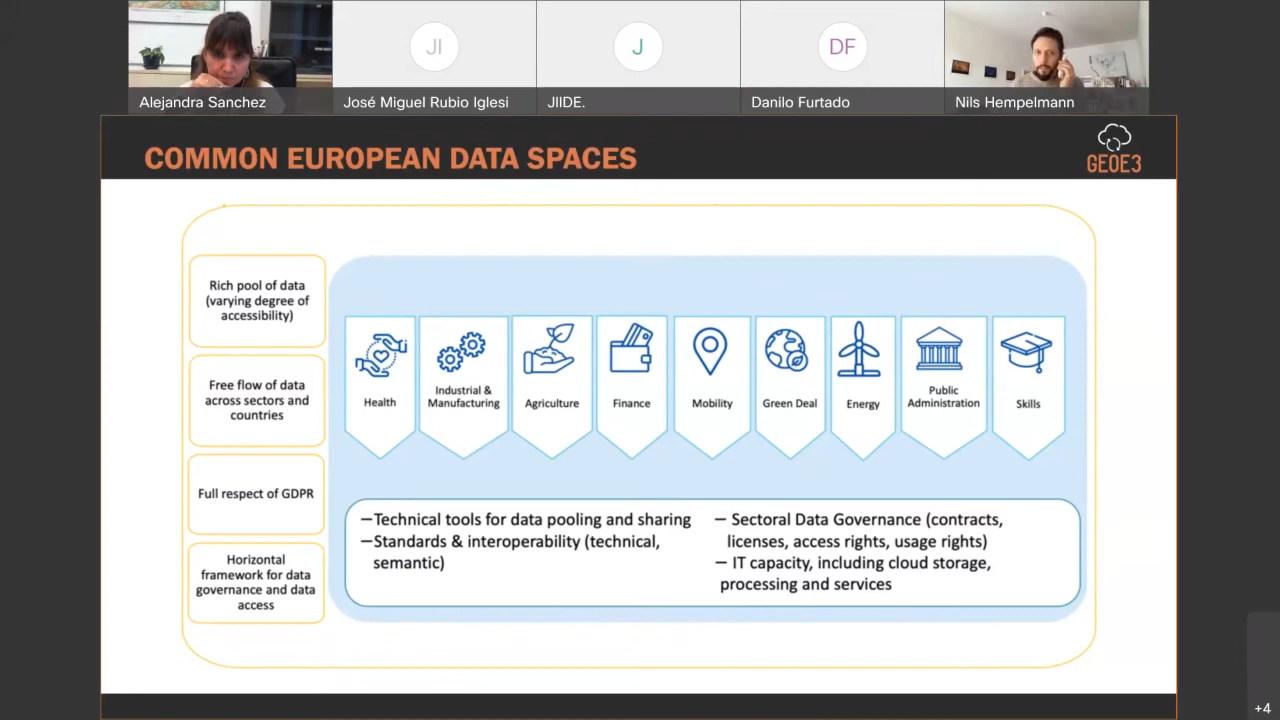 JI
J
DF
Alejandra Sanchez
José Miguel Rubio Iglesi
JIIDE.
Danilo Furtado
Nils Hempelmann
COMMON EUROPEAN DATA SPACES
GEOE3
Rich pool of data
(varying degree of
accessibility)
Free flow of data
across sectors and
countries
Full respect of GDPR
Horizontal
framework for data
governance and data
access
Health
Industrial &
Manufacturing
Agriculture
Finance
Mobility
Green Deal
Energy
Public
Administration
Skills
—Technical tools for data pooling and sharing
—Standards & interoperability (technical,
semantic)
— Sectoral Data Governance (contracts,
licenses, access rights, usage rights)
— IT capacity, including cloud storage,
processing and services
+4